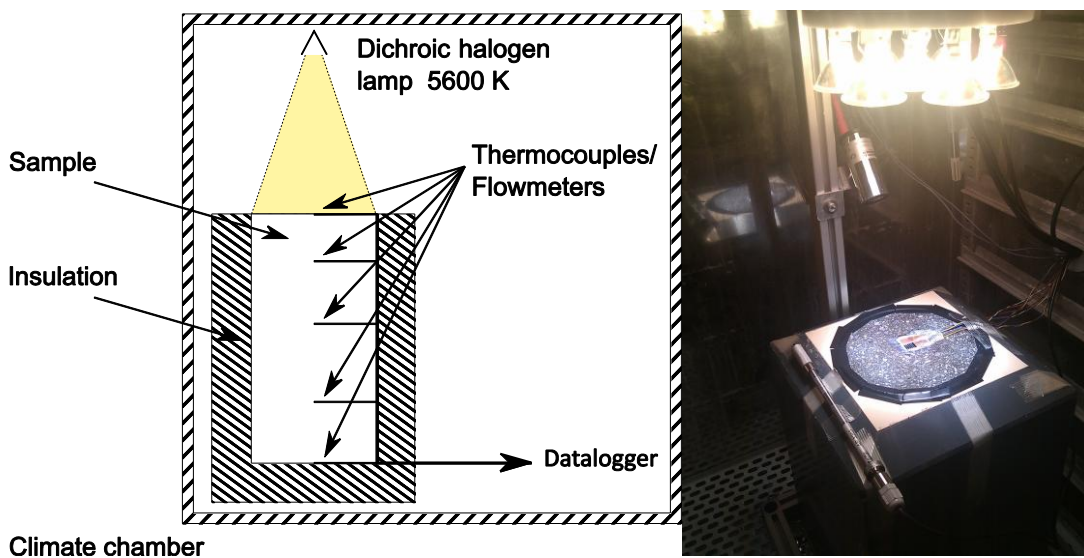 Dichroic halogen
lamp 5600 K
Sample
Thermocouples/
Flowmeters
Insulation
Datalogger
Climate chamber